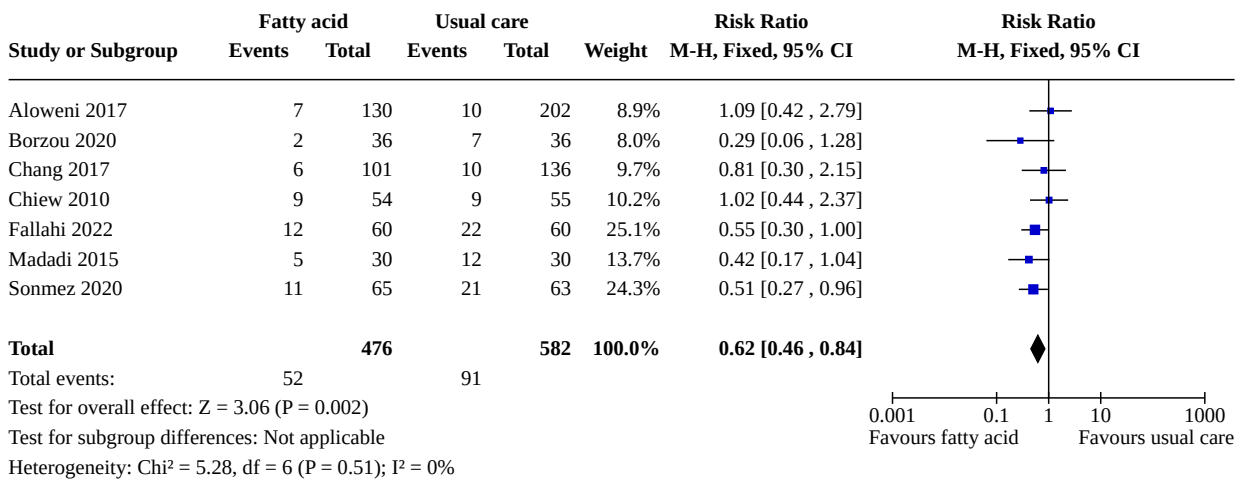 Fatty acid Usual care Risk Ratio Risk Ratio
Study or Subgroup Events Total Events Total Weight M-H, Fixed, 95% CI M-H, Fixed, 95% CI
Aloweni 2017 7 130 10 202 8.9% 1.09 [0.42 , 2.79]
Borzou 2020 2 36 7 36 8.0% 0.29 [0.06 , 1.28]
Chang 2017 6 101 10 136 9.7% 0.81 [0.30 , 2.15]
Chiew 2010 9 54 9 55 10.2% 1.02 [0.44 , 2.37]
Fallahi 2022 12 60 22 60 25.1% 0.55 [0.30 , 1.00]
Madadi 2015 5 30 12 30 13.7% 0.42 [0.17 , 1.04]
Sonmez 2020 11 65 21 63 24.3% 0.51 [0.27 , 0.96]
Total 476 582 100.0% 0.62 [0.46 , 0.84]
Total events: 52 91
Test for overall effect: Z = 3.06 (P = 0.002)
Test for subgroup differences: Not applicable
Heterogeneity: Chi² = 5.28, df = 6 (P = 0.51); I² = 0%
0.001 0.1 1 10 1000
Favours fatty acid Favours usual care